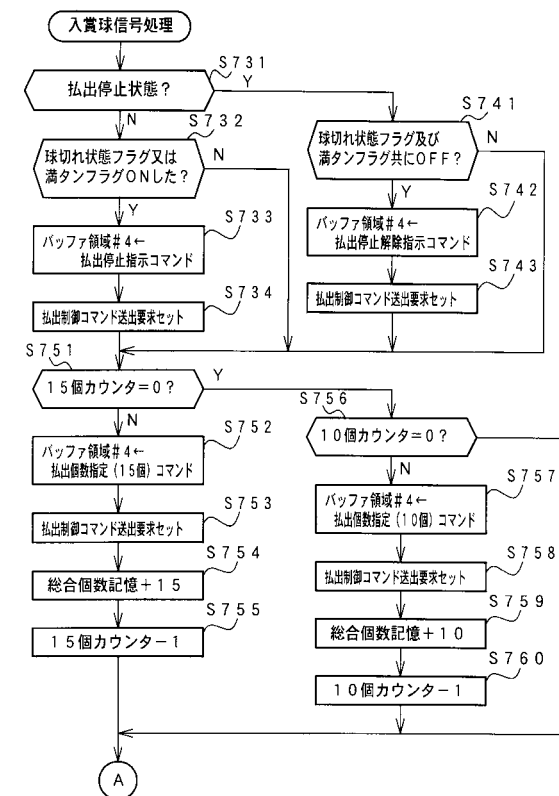 入賞球信号処理
S731
払出停止状態?
Y
N
S732
球切れ状態フラグ又は
満タンフラグONした?
N
Y
S733
バッファ領域#4←
払出停止指示コマンド
S734
払出制御コマンド送出要求セット
S741
球切れ状態フラグ及び
満タンフラグ共にOFF?
N
Y
S742
バッファ領域#4←
払出停止解除指示コマンド
S743
払出制御コマンド送出要求セット
S751
15個カウンタ=0?
Y
N
S752
バッファ領域#4←
払出個数指定(15個)コマンド
S753
払出制御コマンド送出要求セット
S754
総合個数記憶+15
S755
15個カウンター1
S756
10個カウンタ=0?
N
S757
バッファ領域#4←
払出個数指定(10個)コマンド
S758
払出制御コマンド送出要求セット
S759
総合個数記憶+10
S760
10個カウンター1
A